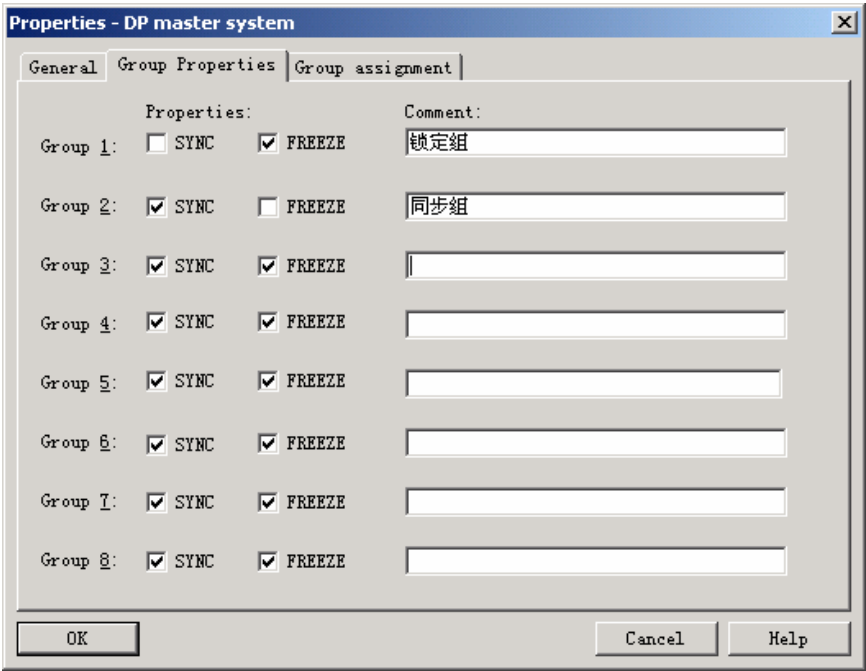 Properties - DP master system
General Group Properties Group assignment
Properties: Comment:
Group 1: SYNC FREEZE 锁定组
Group 2: SYNC FREEZE 同步组
Group 3: SYNC FREEZE
Group 4: SYNC FREEZE
Group 5: SYNC FREEZE
Group 6: SYNC FREEZE
Group 7: SYNC FREEZE
Group 8: SYNC FREEZE
OK Cancel Help